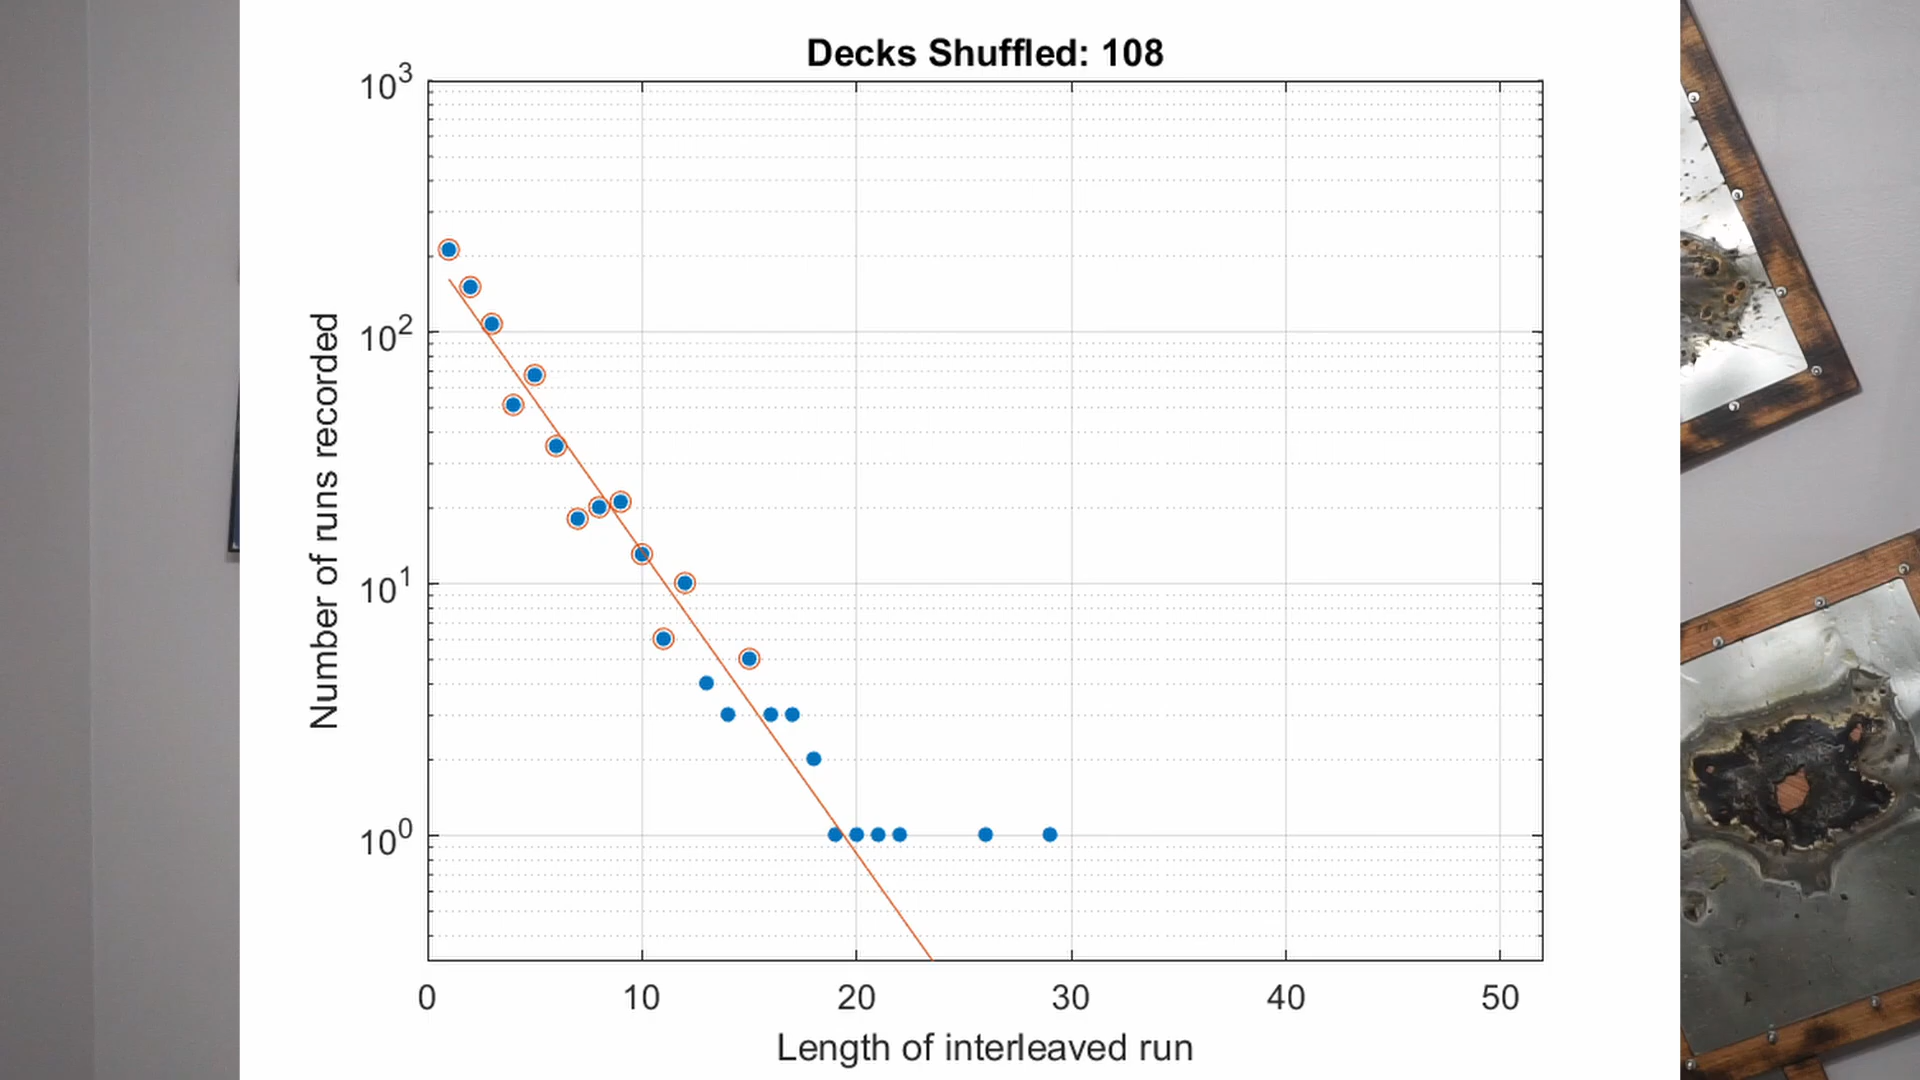 Decks Shuffled: 108
10^3
10^2
10^1
10^0
Number of runs recorded
0 10 20 30 40 50
Length of interleaved run